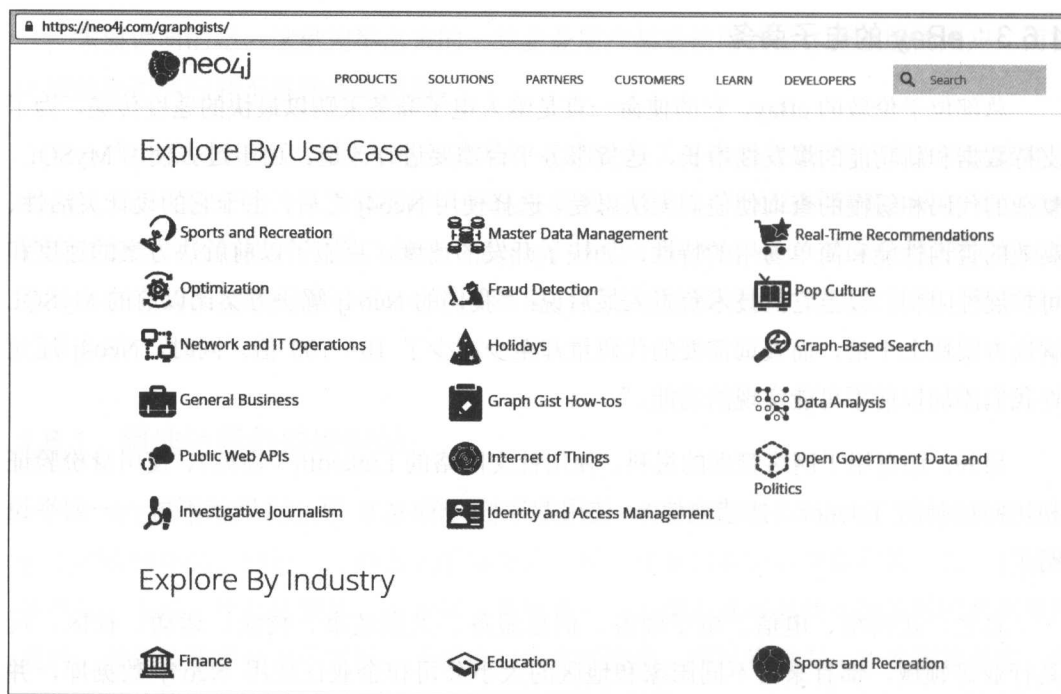 https://neo4j.com/graphgists/
neo4j
PRODUCTS SOLUTIONS PARTNERS CUSTOMERS LEARN DEVELOPERS Search
Explore By Use Case
Sports and Recreation Master Data Management Real-Time Recommendations
Optimization Fraud Detection Pop Culture
Network and IT Operations Holidays Graph-Based Search
General Business Graph Gist How-tos Data Analysis
Public Web APIs Internet of Things Open Government Data and
Politics
Investigative Journalism Identity and Access Management
Explore By Industry
Finance Education Sports and Recreation